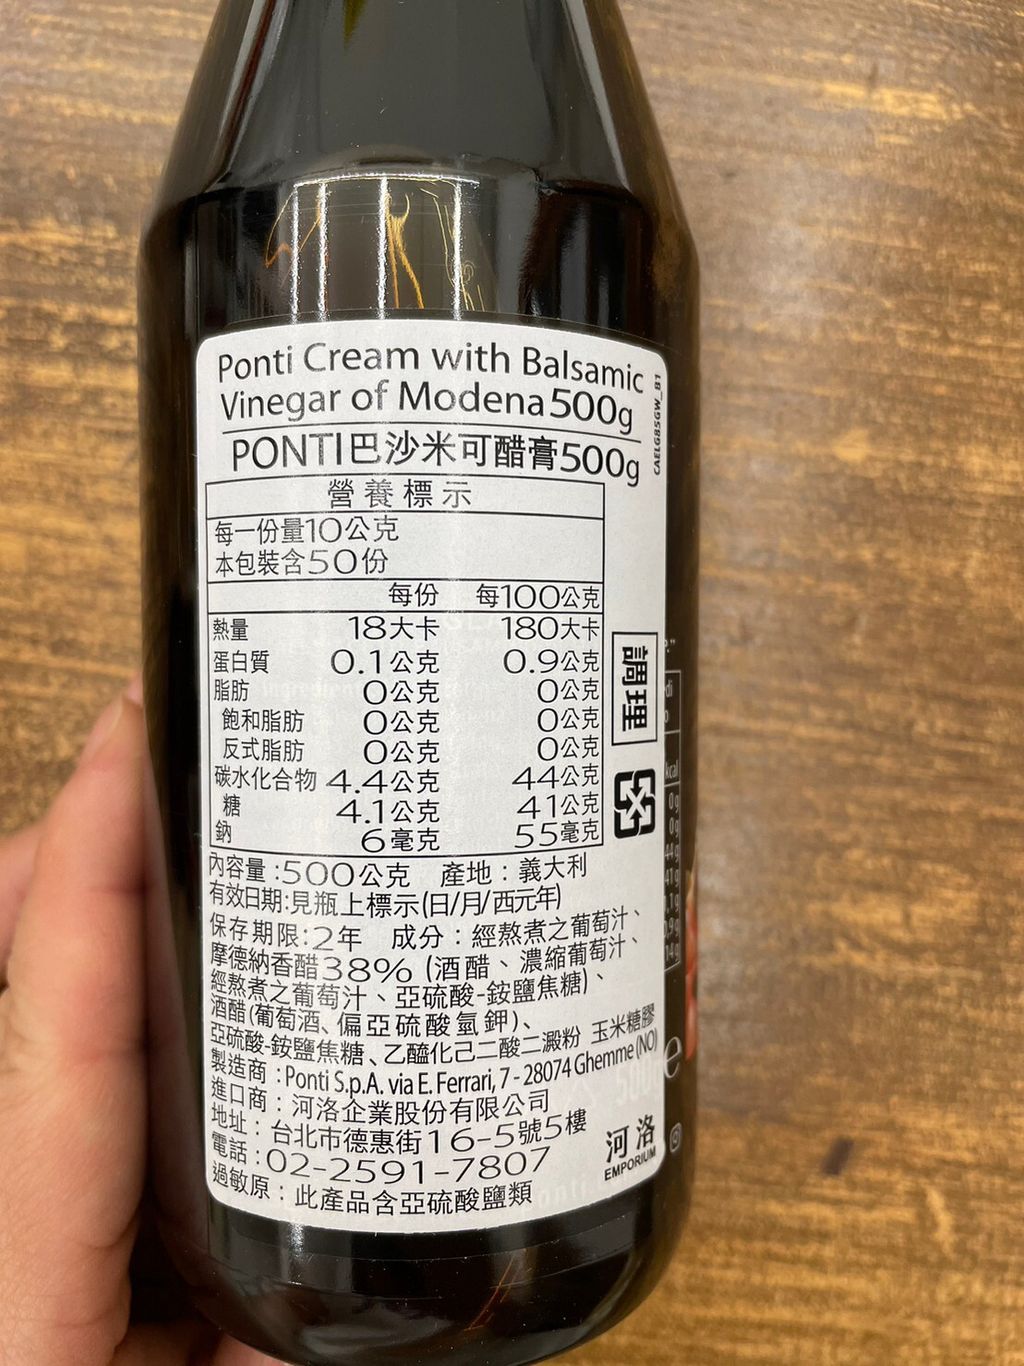 Ponti Cream with Balsamic
Vinegar of Modena 500g
CAELGB5GW_B1
PONTI巴沙米可醋膏500g
營養標示
每一份量10公克
本包裝含50份
每份 每100公克
熱量 18大卡 180大卡
蛋白質 0.1公克 0.9公克
脂肪 0公克 0公克
飽和脂肪 0公克 0公克
反式脂肪 0公克 0公克
碳水化合物 4.4公克 44公克
糖 4.1公克 41公克
鈉 6毫克 55毫克
調理
內容量:500公克 產地:義大利
有效日期:見瓶上標示(日/月/西元年)
保存期限:2年 成分:經熬煮之葡萄汁、
摩德納香醋38% (酒醋、濃縮葡萄汁、
經熬煮之葡萄汁、亞硫酸-銨鹽焦糖)、
酒醋(葡萄酒、偏亞硫酸氫鉀)、
亞硫酸-銨鹽焦糖、乙醯化己二酸二澱粉 玉米糖膠
製造商:Ponti S.p.A. via E. Ferrari, 7 - 28074 Ghemme (NO)
進口商:河洛企業股份有限公司
地址:台北市德惠街16-5號5樓
電話:02-2591-7807
過敏原:此產品含亞硫酸鹽類
河洛
EMPORIUM
kcal
0g
0g
44g
41g